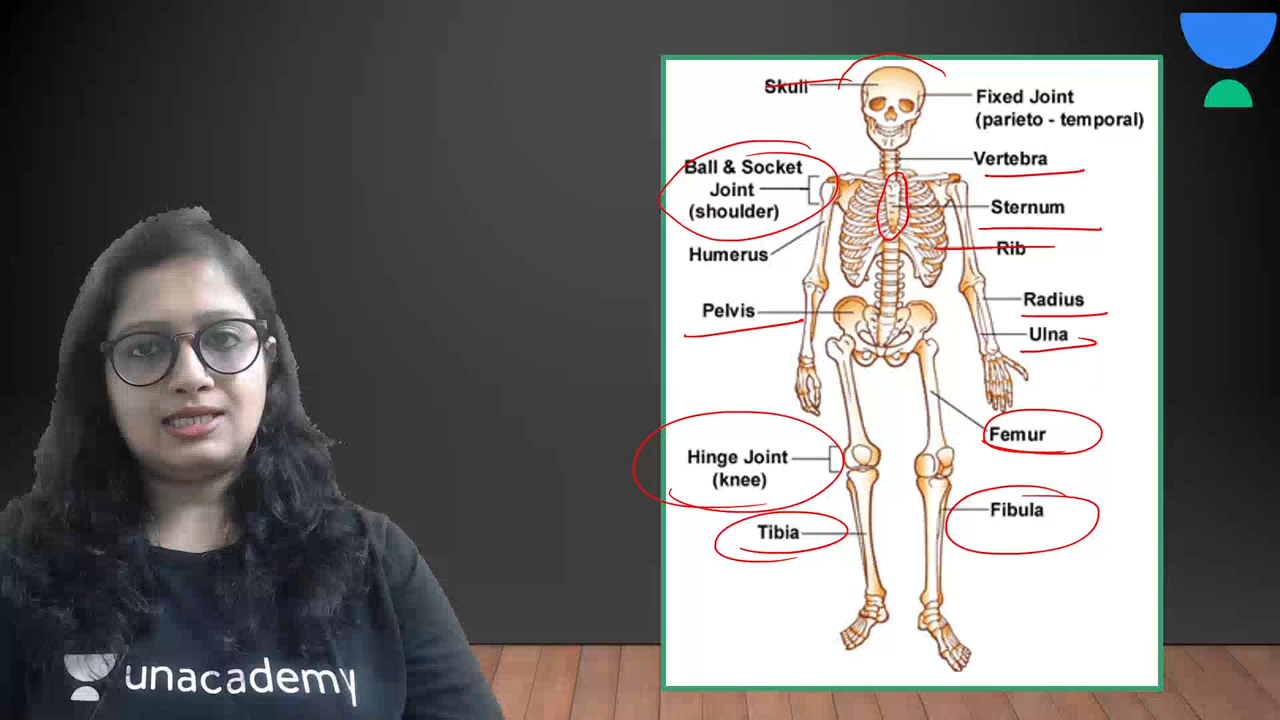 Skull
Fixed Joint
(parieto - temporal)
Vertebra
Ball & Socket
Joint
(shoulder)
Sternum
Humerus
Rib
Pelvis
Radius
Ulna
Femur
Hinge Joint
(knee)
Fibula
Tibia
unacademy